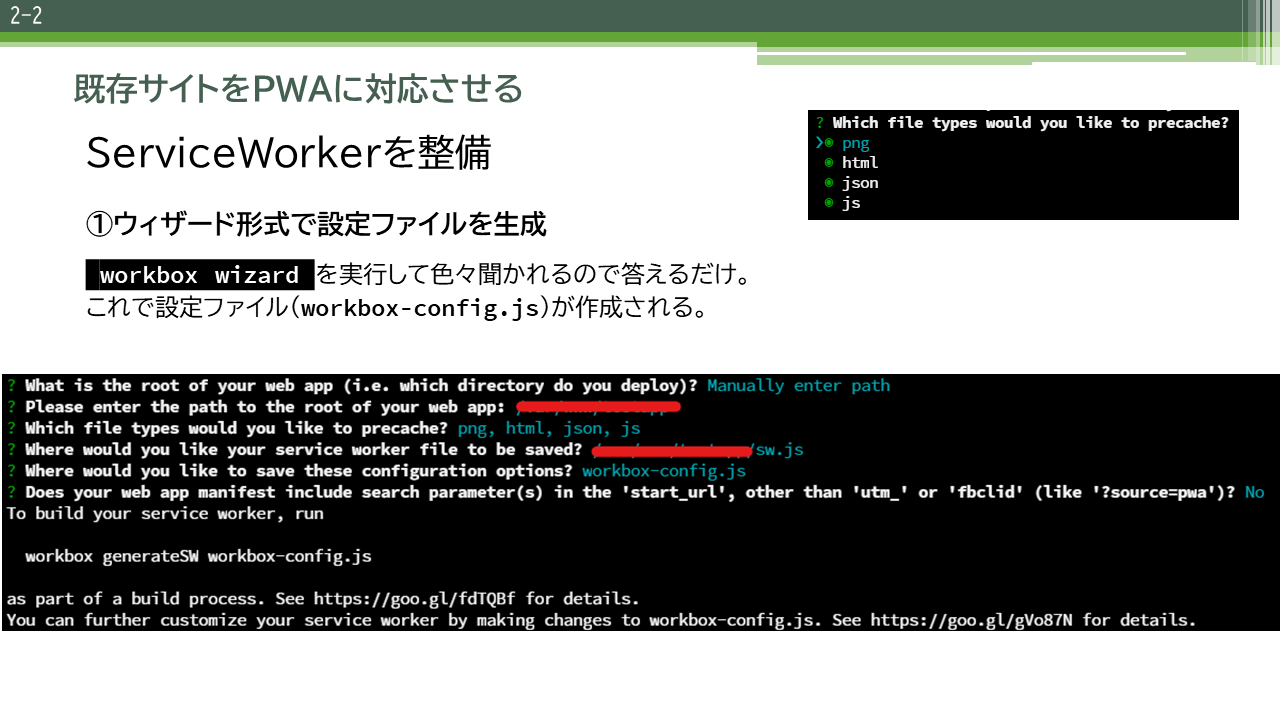 2-2
既存サイトをPWAに対応させる
ServiceWorkerを整備
①ウィザード形式で設定ファイルを生成
workbox wizard を実行して色々聞かれるので答えるだけ。
これで設定ファイル(workbox-config.js)が作成される。
? Which file types would you like to precache?
❯◉ png
◉ html
◉ json
◉ js
? What is the root of your web app (i.e. which directory do you deploy)? Manually enter path
? Please enter the path to the root of your web app:
? Which file types would you like to precache? png, html, json, js
? Where would you like your service worker file to be saved? /sw.js
? Where would you like to save these configuration options? workbox-config.js
? Does your web app manifest include search parameter(s) in the 'start_url', other than 'utm_' or 'fbclid' (like '?source=pwa')? No
To build your service worker, run
workbox generateSW workbox-config.js
as part of a build process. See https://goo.gl/fdTQBf for details.
You can further customize your service worker by making changes to workbox-config.js. See https://goo.gl/gVo87N for details.